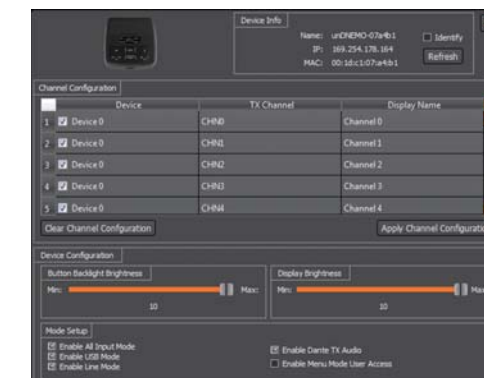 Device Info
Name: unDNEMO-07a4b1 Identify
IP: 169.254.178.164
MAC: 00:1d:c1:07:a4:b1 Refresh
Channel Configuration
Device TX Channel Display Name
1 Device 0 CHN0 Channel 0
2 Device 0 CHN1 Channel 1
3 Device 0 CHN2 Channel 2
4 Device 0 CHN3 Channel 3
5 Device 0 CHN4 Channel 4
Clear Channel Configuration Apply Channel Configuratio
Device Configuration
Button Backlight Brightness Display Brightness
Min: Max: Min: Max
10 10
Mode Setup
Enable All Input Mode
Enable USB Mode
Enable Line Mode
Enable Dante TX Audio
Enable Menu Mode User Access